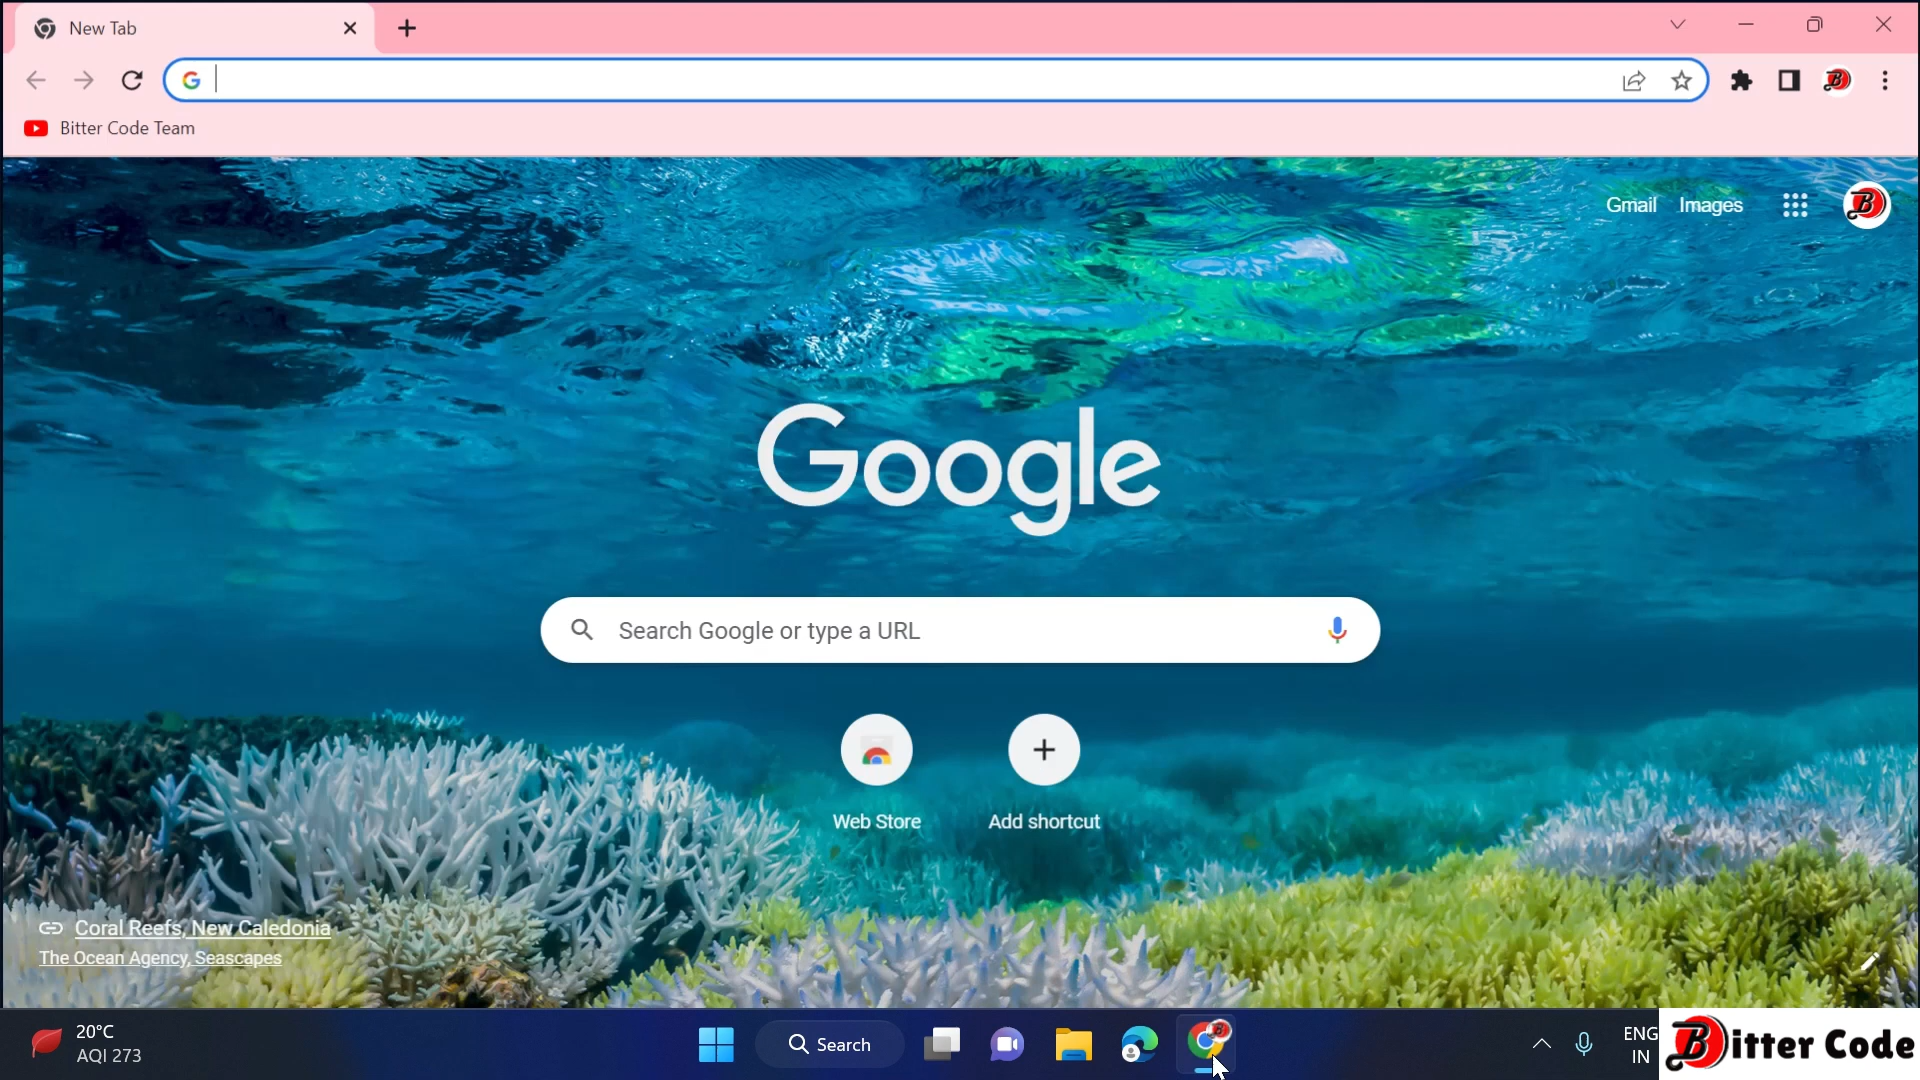 New Tab
Bitter Code Team
Gmail Images
Google
Search Google or type a URL
Web Store
Add shortcut
Coral Reefs, New Caledonia
The Ocean Agency, Seascapes
20°C
AQI 273
Search
ENG
IN
Bitter Code